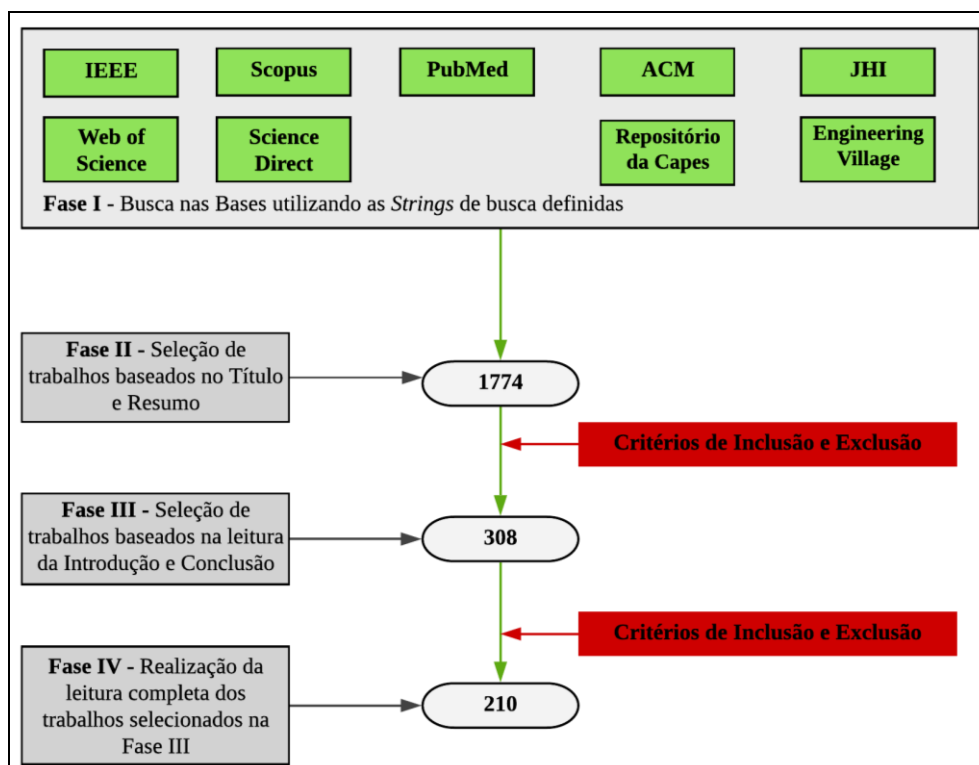 IEEE
Scopus
PubMed
ACM
JHI
Web of
Science
Science
Direct
Repositório
da Capes
Engineering
Village
Fase I - Busca nas Bases utilizando as Strings de busca definidas
Fase II - Seleção de
trabalhos baseados no Título
e Resumo
1774
Critérios de Inclusão e Exclusão
Fase III - Seleção de
trabalhos baseados na leitura
da Introdução e Conclusão
308
Critérios de Inclusão e Exclusão
Fase IV - Realização da
leitura completa dos
trabalhos selecionados na
Fase III
210